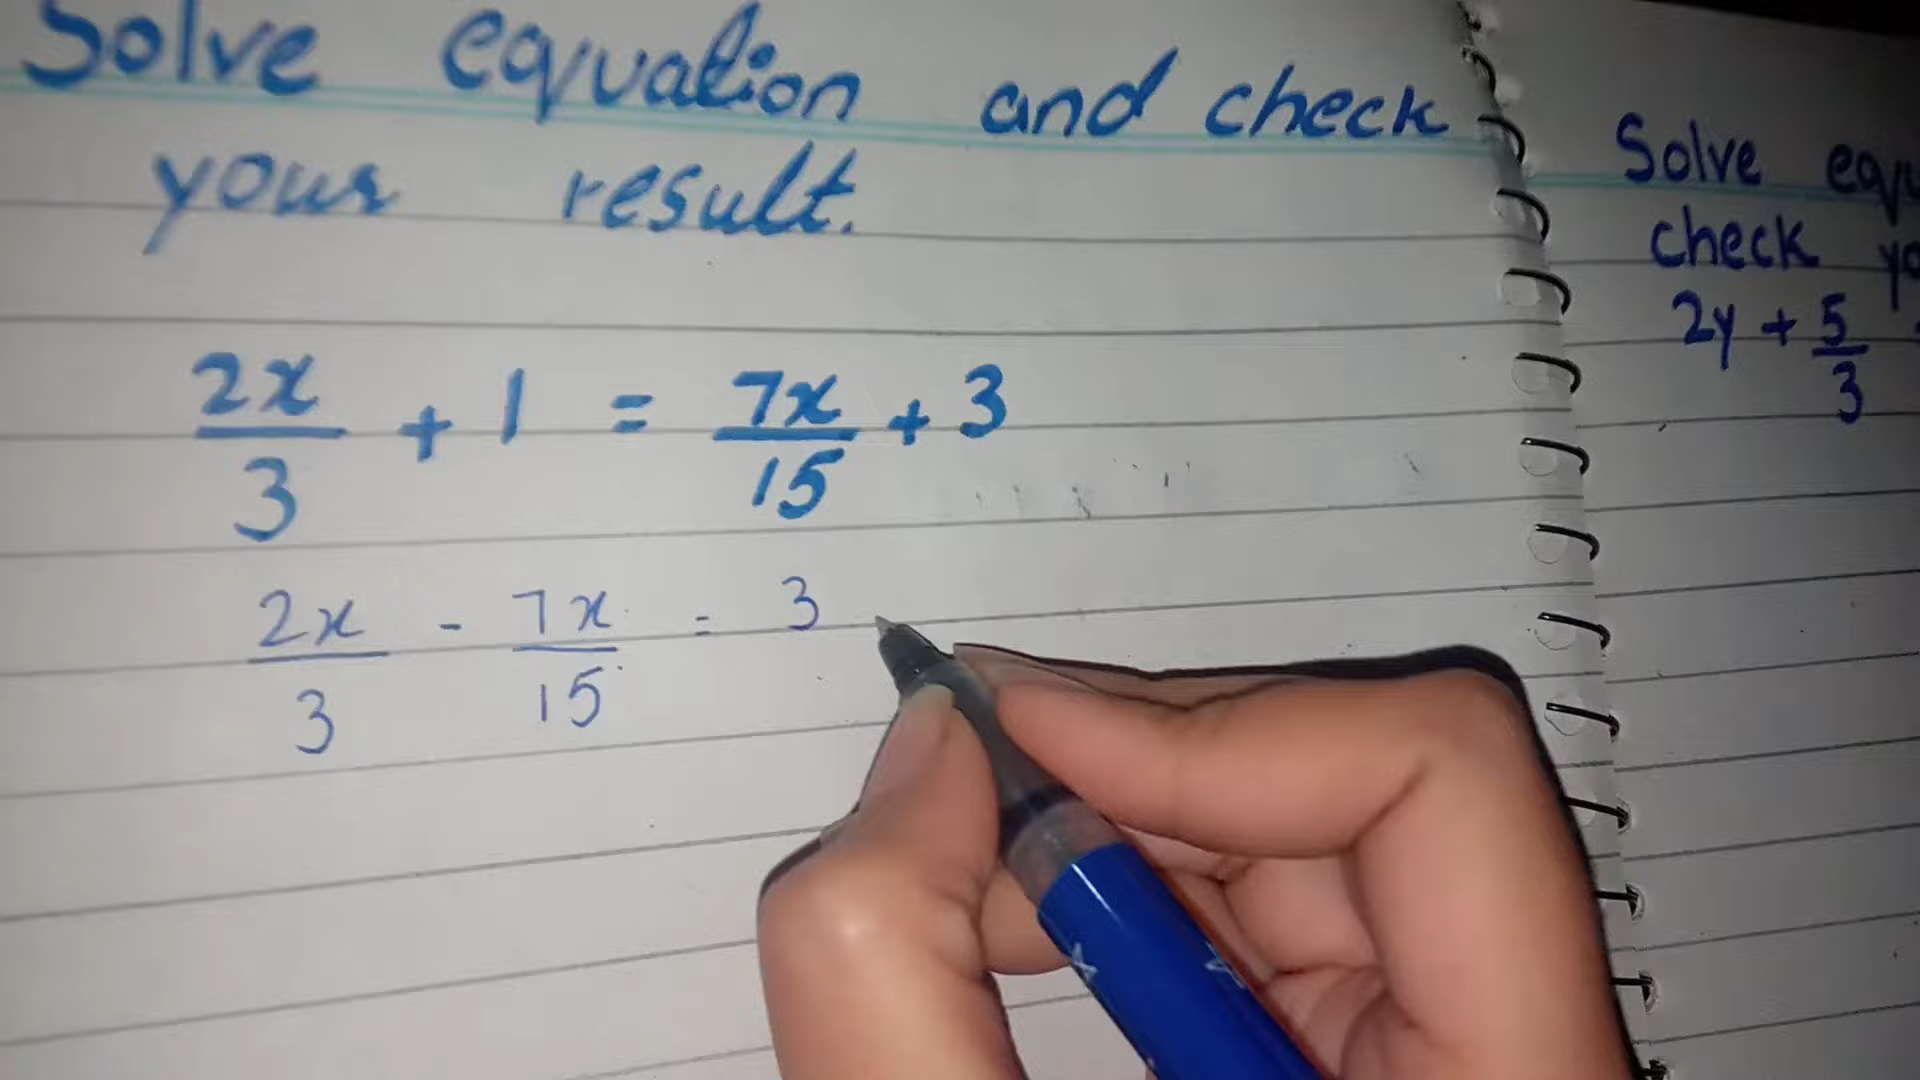 Solve equation and check
your result.
2x/3 + 1 = 7x/15 + 3
2x/3 - 7x/15 = 3
Solve
check
2y + 5/3